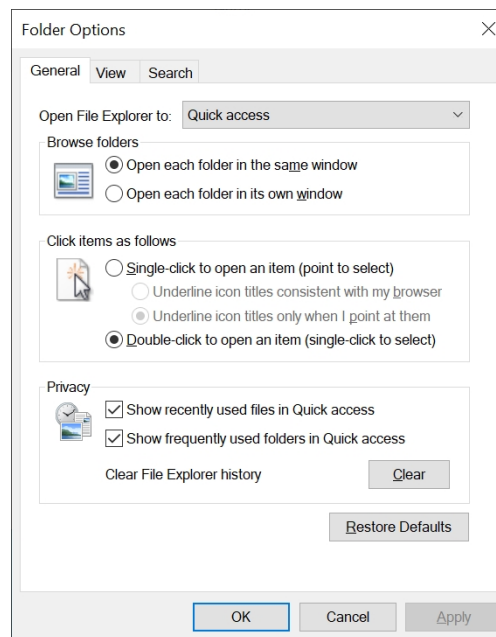 Folder Options
General View Search
Open File Explorer to: Quick access
Browse folders
Open each folder in the same window
Open each folder in its own window
Click items as follows
Single-click to open an item (point to select)
Underline icon titles consistent with my browser
Underline icon titles only when I point at them
Double-click to open an item (single-click to select)
Privacy
Show recently used files in Quick access
Show frequently used folders in Quick access
Clear File Explorer history Clear
Restore Defaults
OK Cancel Apply